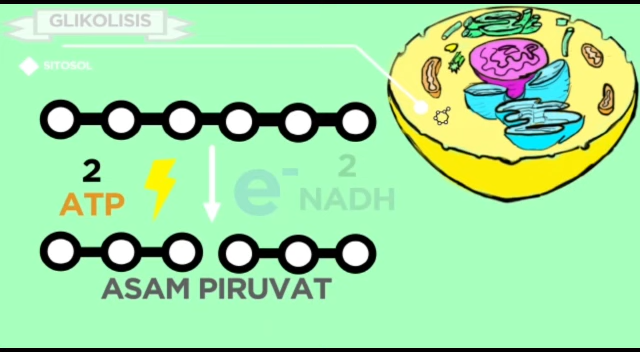 GLIKOLISIS
SITOSOL
2
ATP
e-
2
NADH
ASAM PIRUVAT